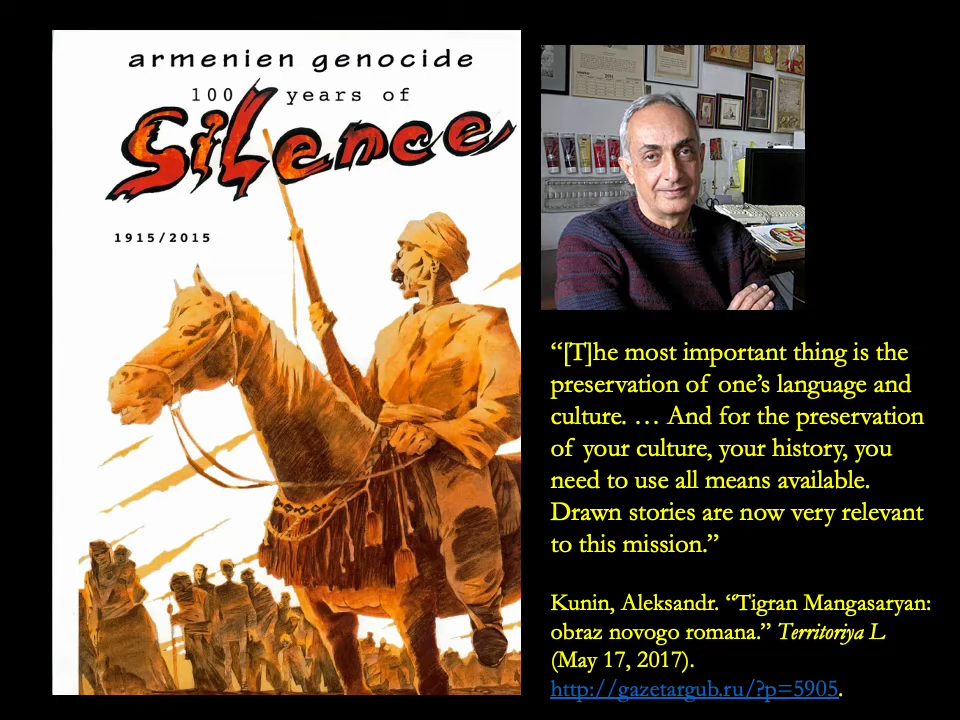 armenien genocide
100 years of
Silence
1915/2015
“[T]he most important thing is the
preservation of one’s language and
culture. … And for the preservation
of your culture, your history, you
need to use all means available.
Drawn stories are now very relevant
to this mission.”
Kunin, Aleksandr. “Tigran Mangasaryan:
obraz novogo romana.” Territoriya L
(May 17, 2017).
http://gazetargub.ru/?p=5905.